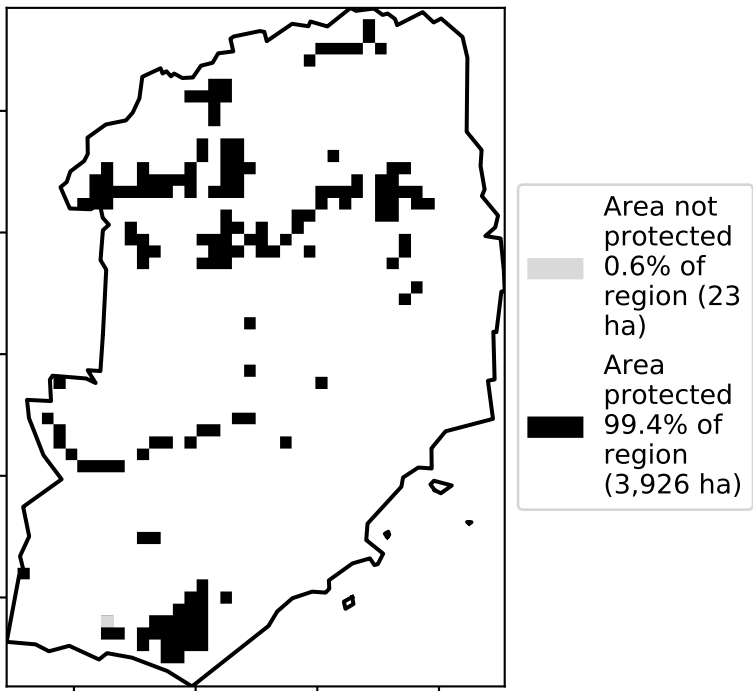 Area not
protected
0.6% of
region (23
ha)
Area
protected
99.4% of
region
(3,926 ha)